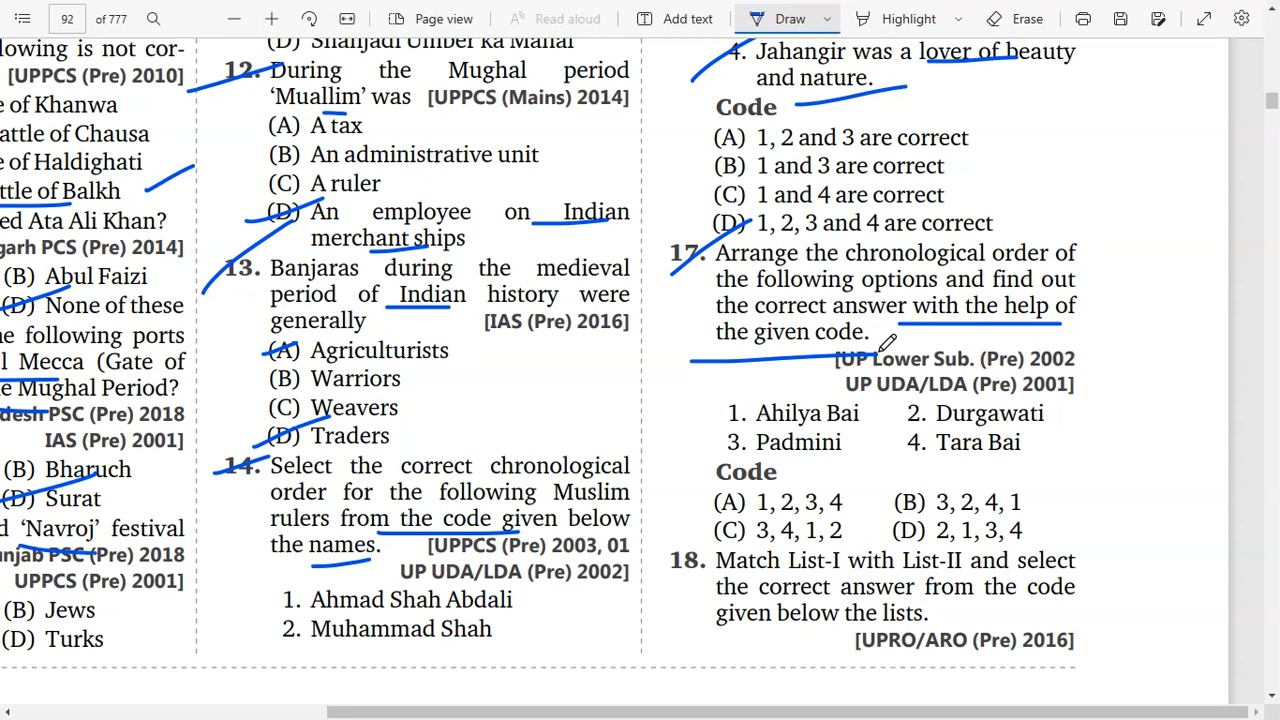 92
of 777
Page view
Read aloud
Add text
Draw
Highlight
Erase
lowing is not cor-
[UPPCS (Pre) 2010]
e of Khanwa
attle of Chausa
e of Haldighati
ttle of Balkh
ed Ata Ali Khan?
garh PCS (Pre) 2014]
(B) Abul Faizi
(D) None of these
he following ports
l Mecca (Gate of
e Mughal Period?
desh PSC (Pre) 2018
IAS (Pre) 2001]
(B) Bharuch
(D) Surat
d ‘Navroj’ festival
unjab PSC (Pre) 2018
UPPCS (Pre) 2001]
(B) Jews
(D) Turks
(D) Shahjadi Umber ka Mahal
12. During the Mughal period
‘Muallim’ was [UPPCS (Mains) 2014]
(A) A tax
(B) An administrative unit
(C) A ruler
(D) An employee on Indian
merchant ships
13. Banjaras during the medieval
period of Indian history were
generally [IAS (Pre) 2016]
(A) Agriculturists
(B) Warriors
(C) Weavers
(D) Traders
14. Select the correct chronological
order for the following Muslim
rulers from the code given below
the names. [UPPCS (Pre) 2003, 01
UP UDA/LDA (Pre) 2002]
1. Ahmad Shah Abdali
2. Muhammad Shah
4. Jahangir was a lover of beauty
and nature.
Code
(A) 1, 2 and 3 are correct
(B) 1 and 3 are correct
(C) 1 and 4 are correct
(D) 1, 2, 3 and 4 are correct
17. Arrange the chronological order of
the following options and find out
the correct answer with the help of
the given code.
[UP Lower Sub. (Pre) 2002
UP UDA/LDA (Pre) 2001]
1. Ahilya Bai 2. Durgawati
3. Padmini 4. Tara Bai
Code
(A) 1, 2, 3, 4 (B) 3, 2, 4, 1
(C) 3, 4, 1, 2 (D) 2, 1, 3, 4
18. Match List-I with List-II and select
the correct answer from the code
given below the lists.
[UPRO/ARO (Pre) 2016]